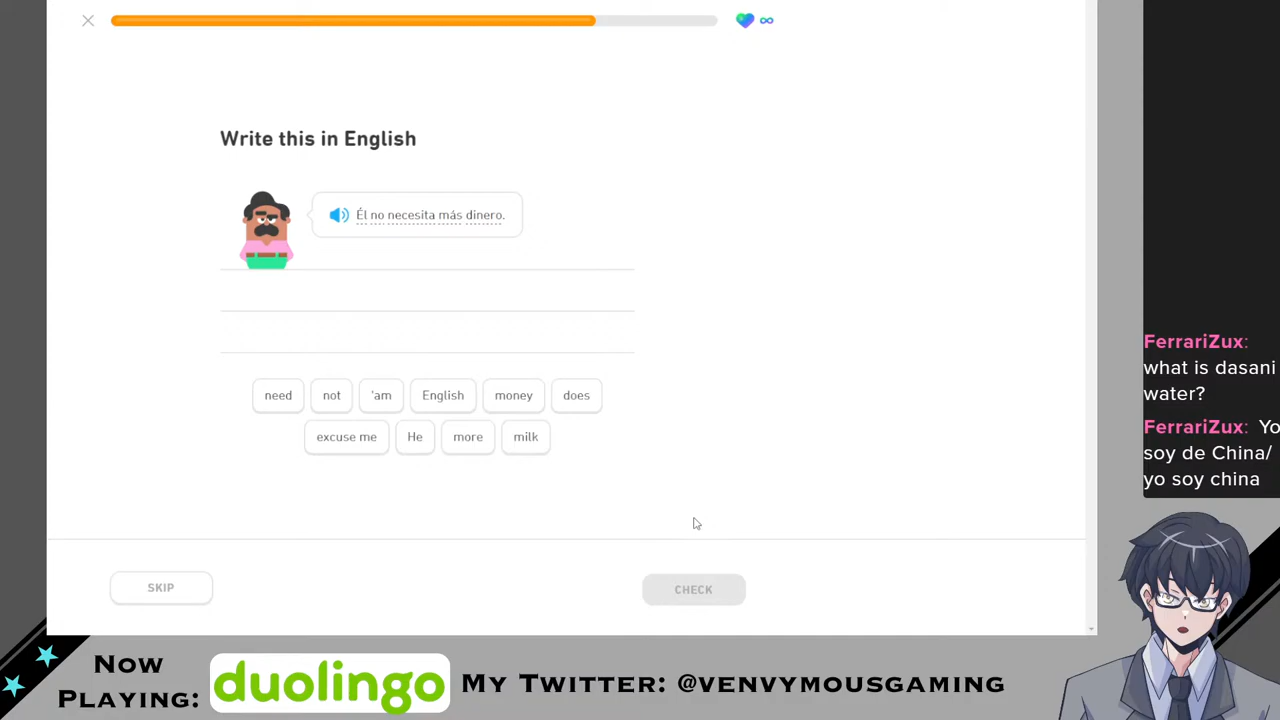 Write this in English
Él no necesita más dinero.
need not 'am English money does
excuse me He more milk
SKIP CHECK
FerrariZux:
what is dasani
water?
FerrariZux: Yo
soy de China/
yo soy china
Now
Playing: duolingo My Twitter: @venvymousgaming